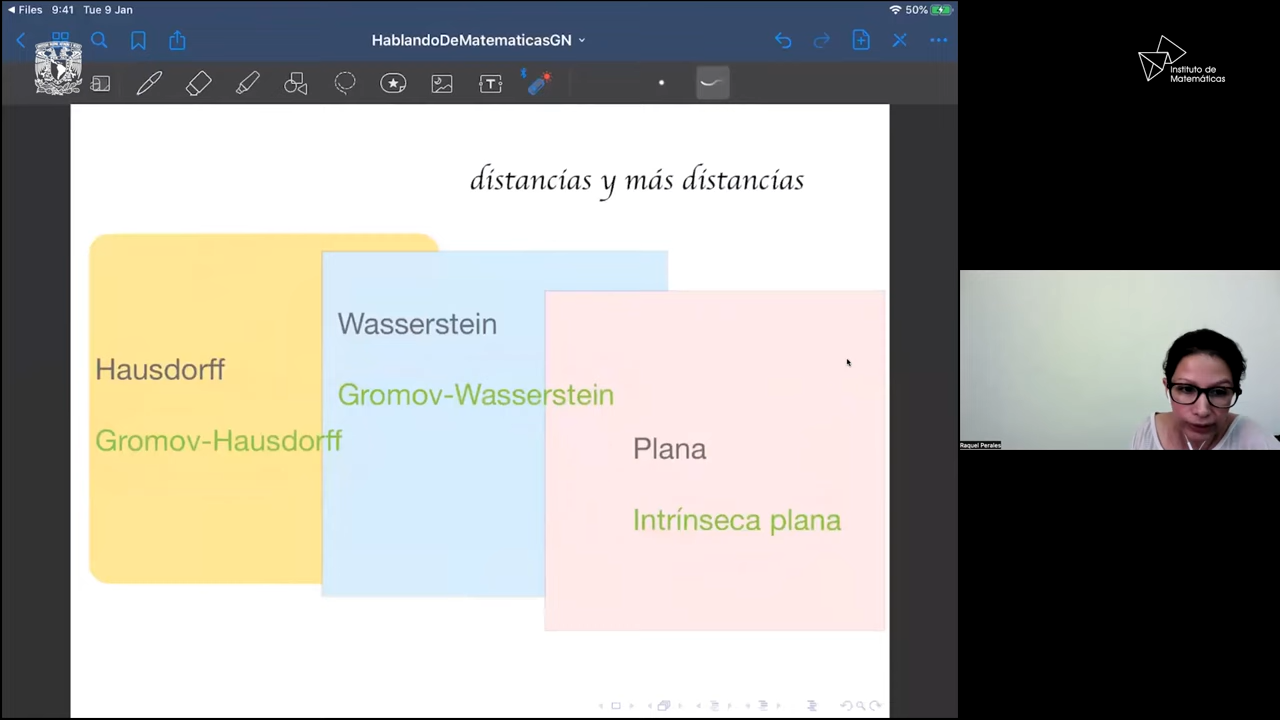 Files 9:41 Tue 9 Jan
50%
HablandoDeMatematicasGN
T
Instituto de
Matemáticas
distancias y más distancias
Wasserstein
Hausdorff
Gromov-Wasserstein
Gromov-Hausdorff
Plana
Intrínseca plana
Raquel Perales